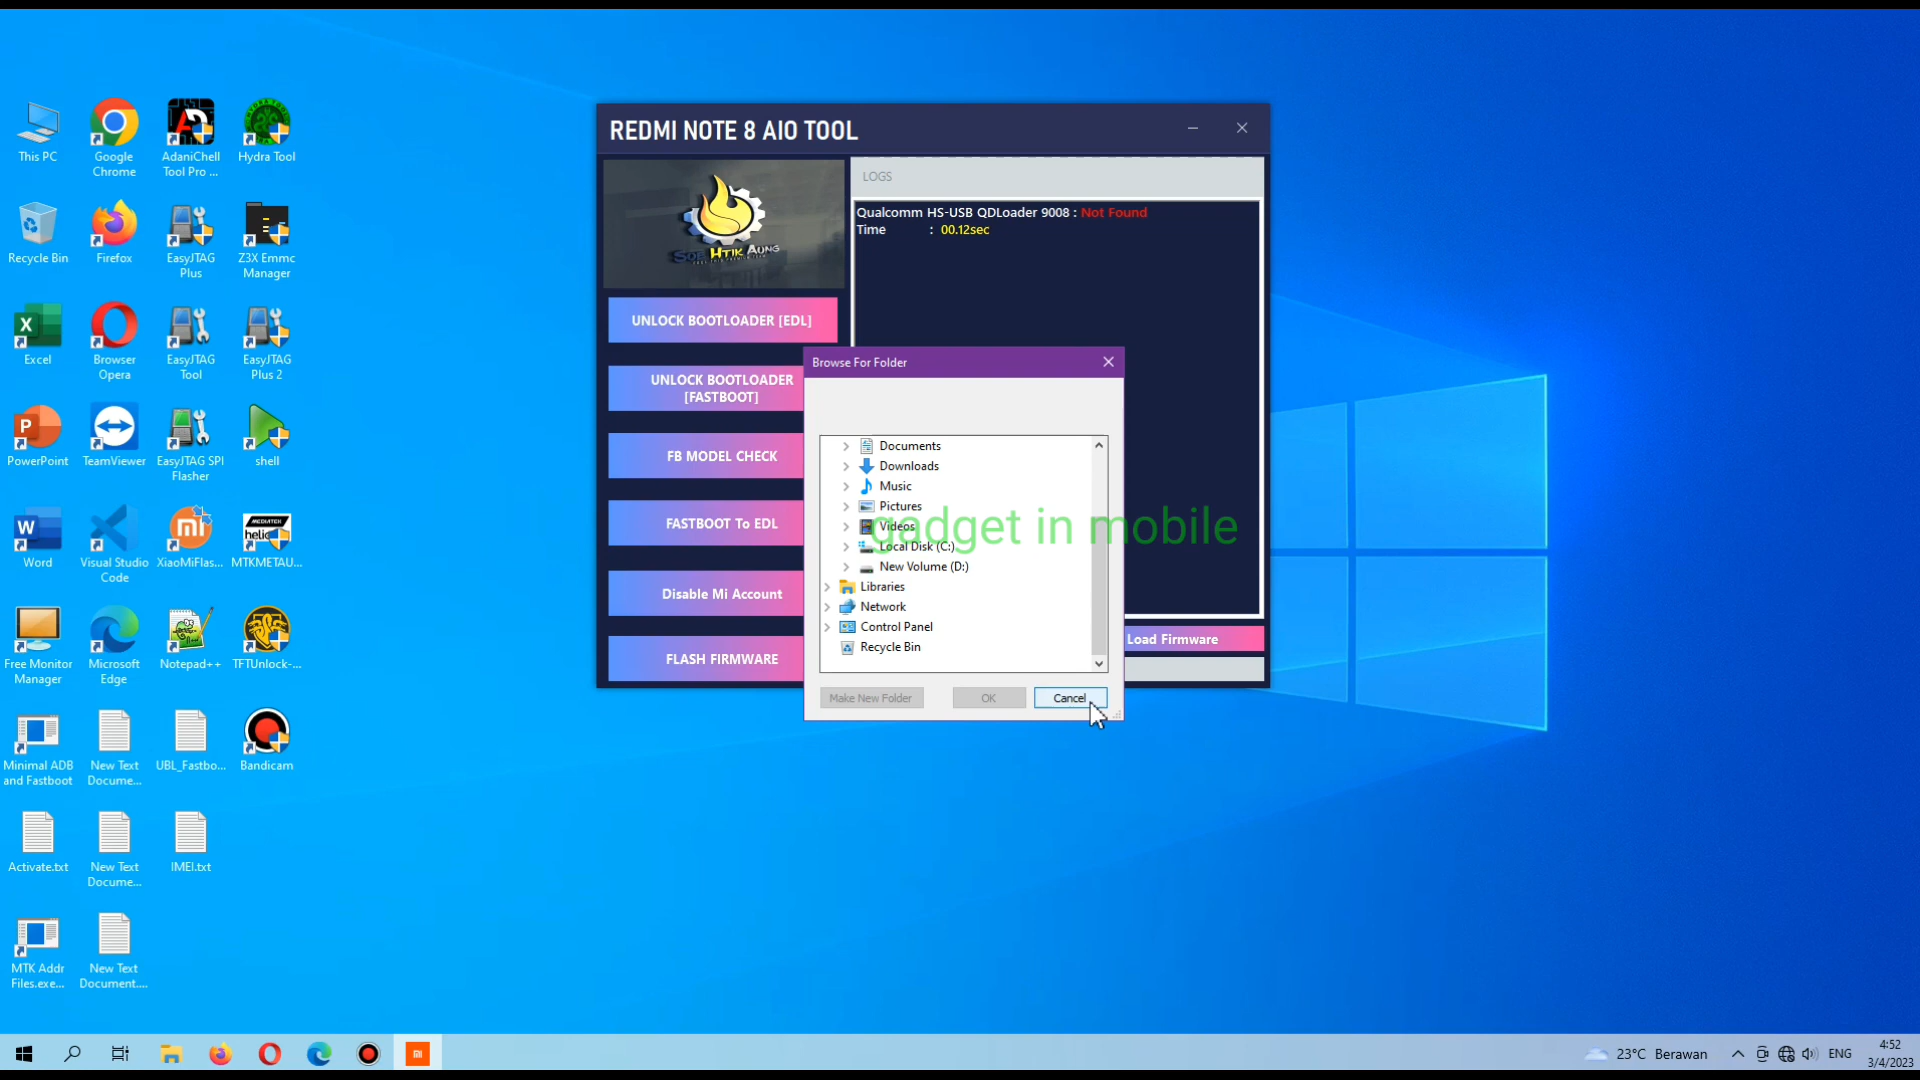 This PC
Google
Chrome
AdaniChell
Tool Pro ...
Hydra Tool
Recycle Bin
Firefox
EasyJTAG
Plus
Z3X Emmc
Manager
Excel
Browser
Opera
EasyJTAG
Tool
EasyJTAG
Plus 2
PowerPoint
TeamViewer
EasyJTAG SPI
Flasher
shell
Word
Visual Studio
Code
XiaoMiFlas...
MTKMETAU...
Free Monitor
Manager
Microsoft
Edge
Notepad++
TFTUnlock-...
Minimal ADB
and Fastboot
New Text
Docume...
UBL_Fastbo...
Bandicam
Activate.txt
New Text
Docume...
IMEI.txt
MTK Addr
Files.exe...
New Text
Document....
REDMI NOTE 8 AIO TOOL
Soe Htik Aung
UNLOCK BOOTLOADER [EDL]
UNLOCK BOOTLOADER
[FASTBOOT]
FB MODEL CHECK
FASTBOOT To EDL
Disable Mi Account
FLASH FIRMWARE
LOGS
Qualcomm HS-USB QDLoader 9008 : Not Found
Time : 00.12sec
Load Firmware
Browse For Folder
Documents
Downloads
Music
Pictures
Videos
Local Disk (C:)
New Volume (D:)
Libraries
Network
Control Panel
Recycle Bin
Make New Folder
OK
Cancel
gadget in mobile
23°C Berawan
ENG
4:52
3/4/2023